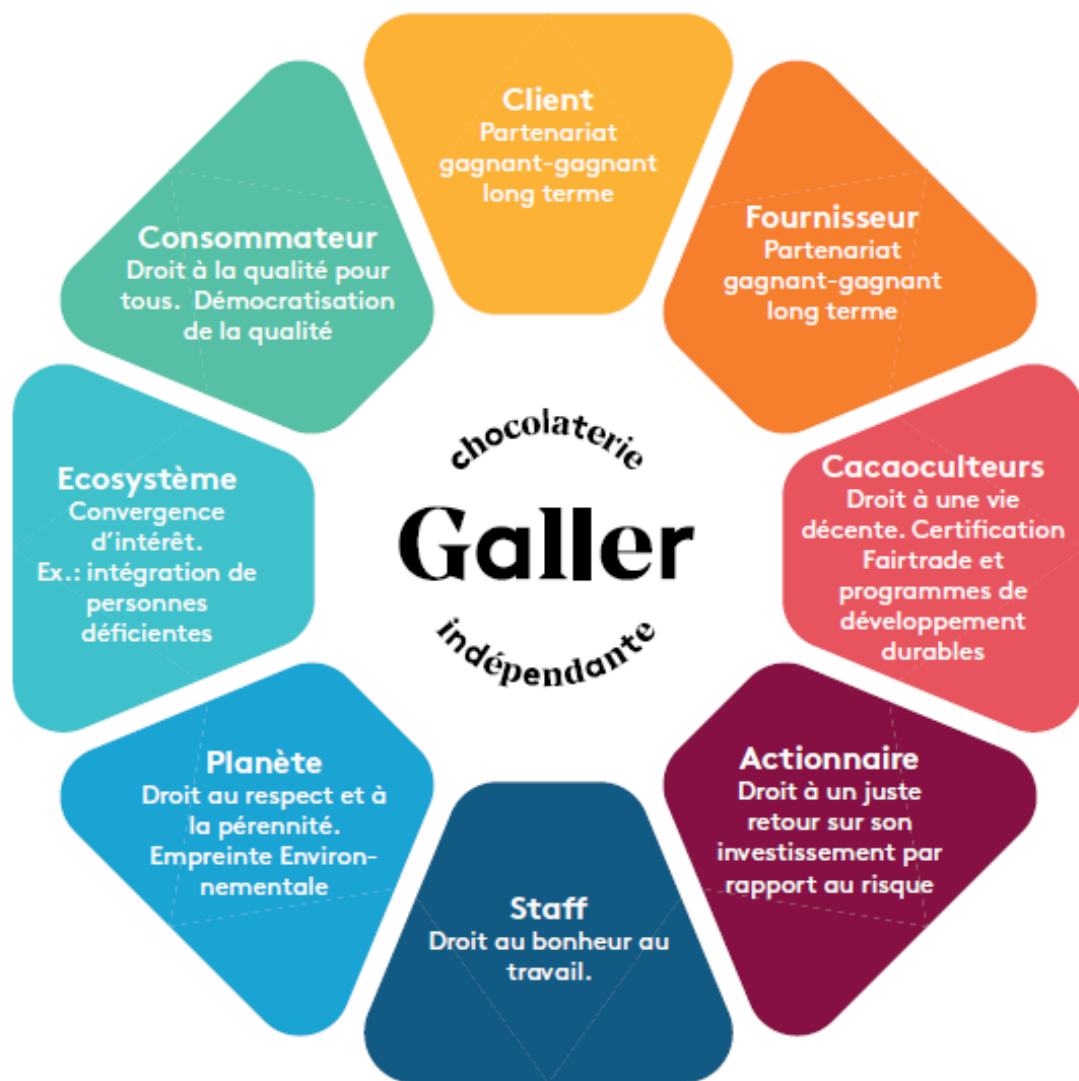 Client
Partenariat
gagnant-gagnant
long terme
Fournisseur
Partenariat
gagnant-gagnant
long terme
Cacaoculteurs
Droit à une vie
décente. Certification
Fairtrade et
programmes de
développement
durables
Actionnaire
Droit à un juste
retour sur son
investissement par
rapport au risque
Staff
Droit au bonheur au
travail.
Planète
Droit au respect et à
la pérennité.
Empreinte Environ-
nementale
Ecosystème
Convergence
d'intérêt.
Ex.: intégration de
personnes
déficientes
Consommateur
Droit à la qualité pour
tous. Démocratisation
de la qualité
chocolaterie
Galler
indépendante